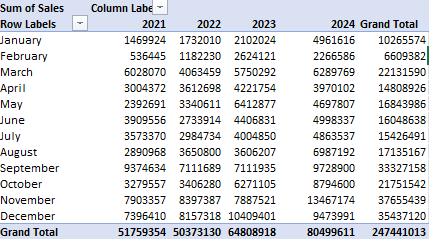 Sum of Sales Column Labe
Row Labels 2021 2022 2023 2024 Grand Total
January 1469924 1732010 2102024 4961616 10265574
February 536445 1182230 2624121 2266586 6609382
March 6028070 4063459 5750292 6289769 22131590
April 3004372 3612698 4221754 3970102 14808926
May 2392691 3340611 6412877 4697807 16843986
June 3909556 2733914 4406831 4998337 16048638
July 3573370 2984734 4004850 4863537 15426491
August 2890968 3650800 3606207 6987192 17135167
September 9374634 7111689 7111935 9728900 33327158
October 3279557 3406280 6271105 8794600 21751542
November 7903357 8397387 7887521 13467174 37655439
December 7396410 8157318 10409401 9473991 35437120
Grand Total 51759354 50373130 64808918 80499611 247441013